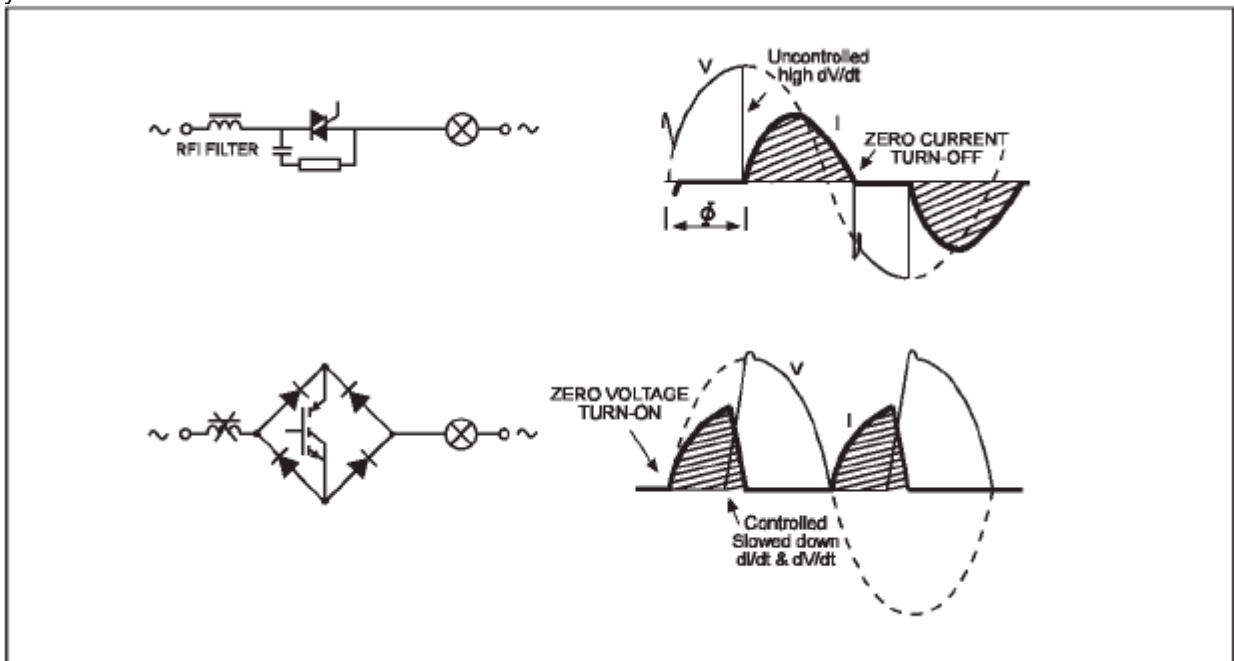 y
V
Uncontrolled
high dV/dt
~
~
RFI FILTER
I
ZERO CURRENT
TURN-OFF
ϕ
ZERO VOLTAGE
TURN-ON
V
I
~
~
Controlled
Slowed down
dI/dt & dV/dt